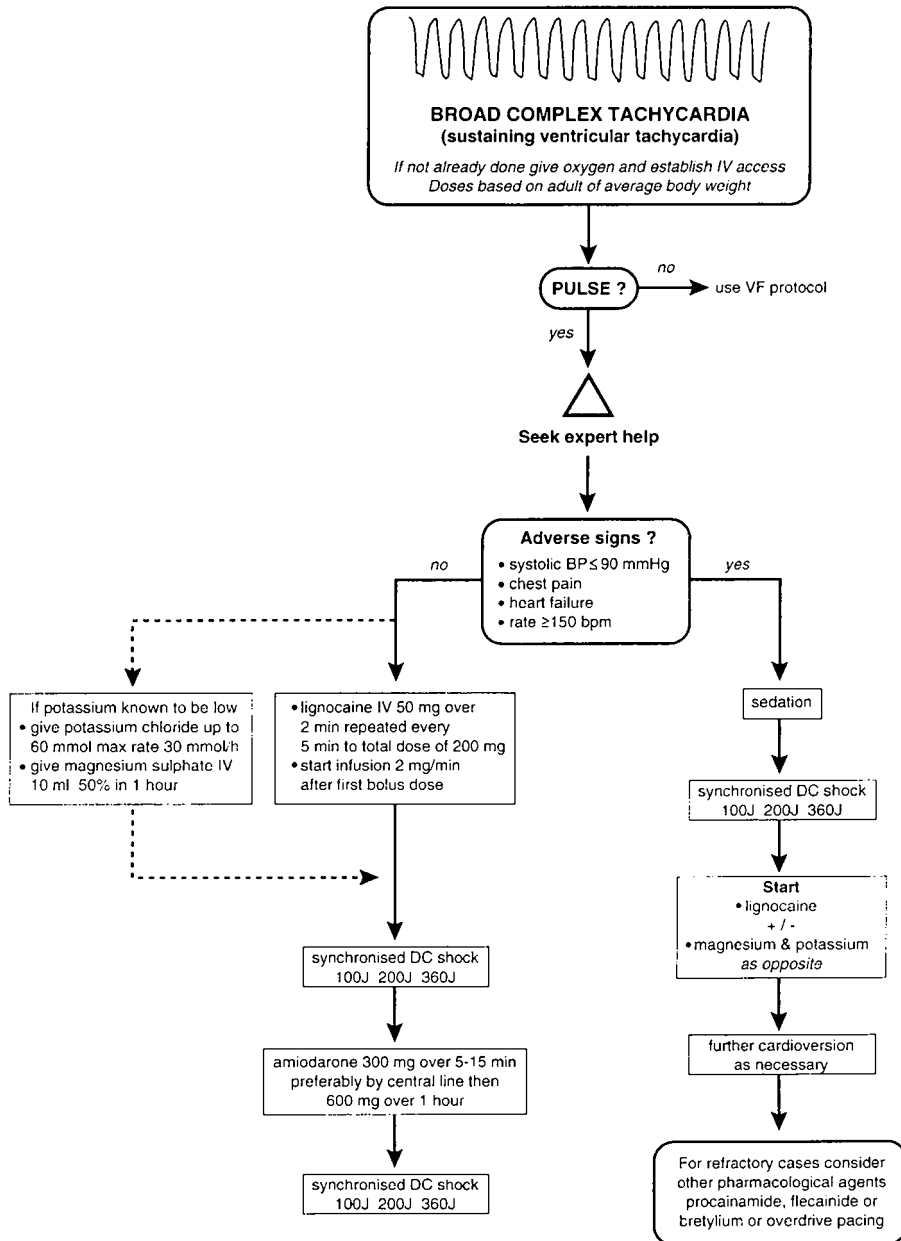 BROAD COMPLEX TACHYCARDIA
(sustaining ventricular tachycardia)
If not already done give oxygen and establish IV access
Doses based on adult of average body weight
PULSE ?
no
use VF protocol
yes
Seek expert help
Adverse signs ?
• systolic BP ≤ 90 mmHg
• chest pain
• heart failure
• rate ≥150 bpm
no
yes
If potassium known to be low
• give potassium chloride up to
60 mmol max rate 30 mmol/h
• give magnesium sulphate IV
10 ml 50% in 1 hour
• lignocaine IV 50 mg over
2 min repeated every
5 min to total dose of 200 mg
• start infusion 2 mg/min
after first bolus dose
synchronised DC shock
100J 200J 360J
amiodarone 300 mg over 5-15 min
preferably by central line then
600 mg over 1 hour
synchronised DC shock
100J 200J 360J
sedation
synchronised DC shock
100J 200J 360J
Start
• lignocaine
+ / -
• magnesium & potassium
as opposite
further cardioversion
as necessary
For refractory cases consider
other pharmacological agents
procainamide, flecainide or
bretylium or overdrive pacing